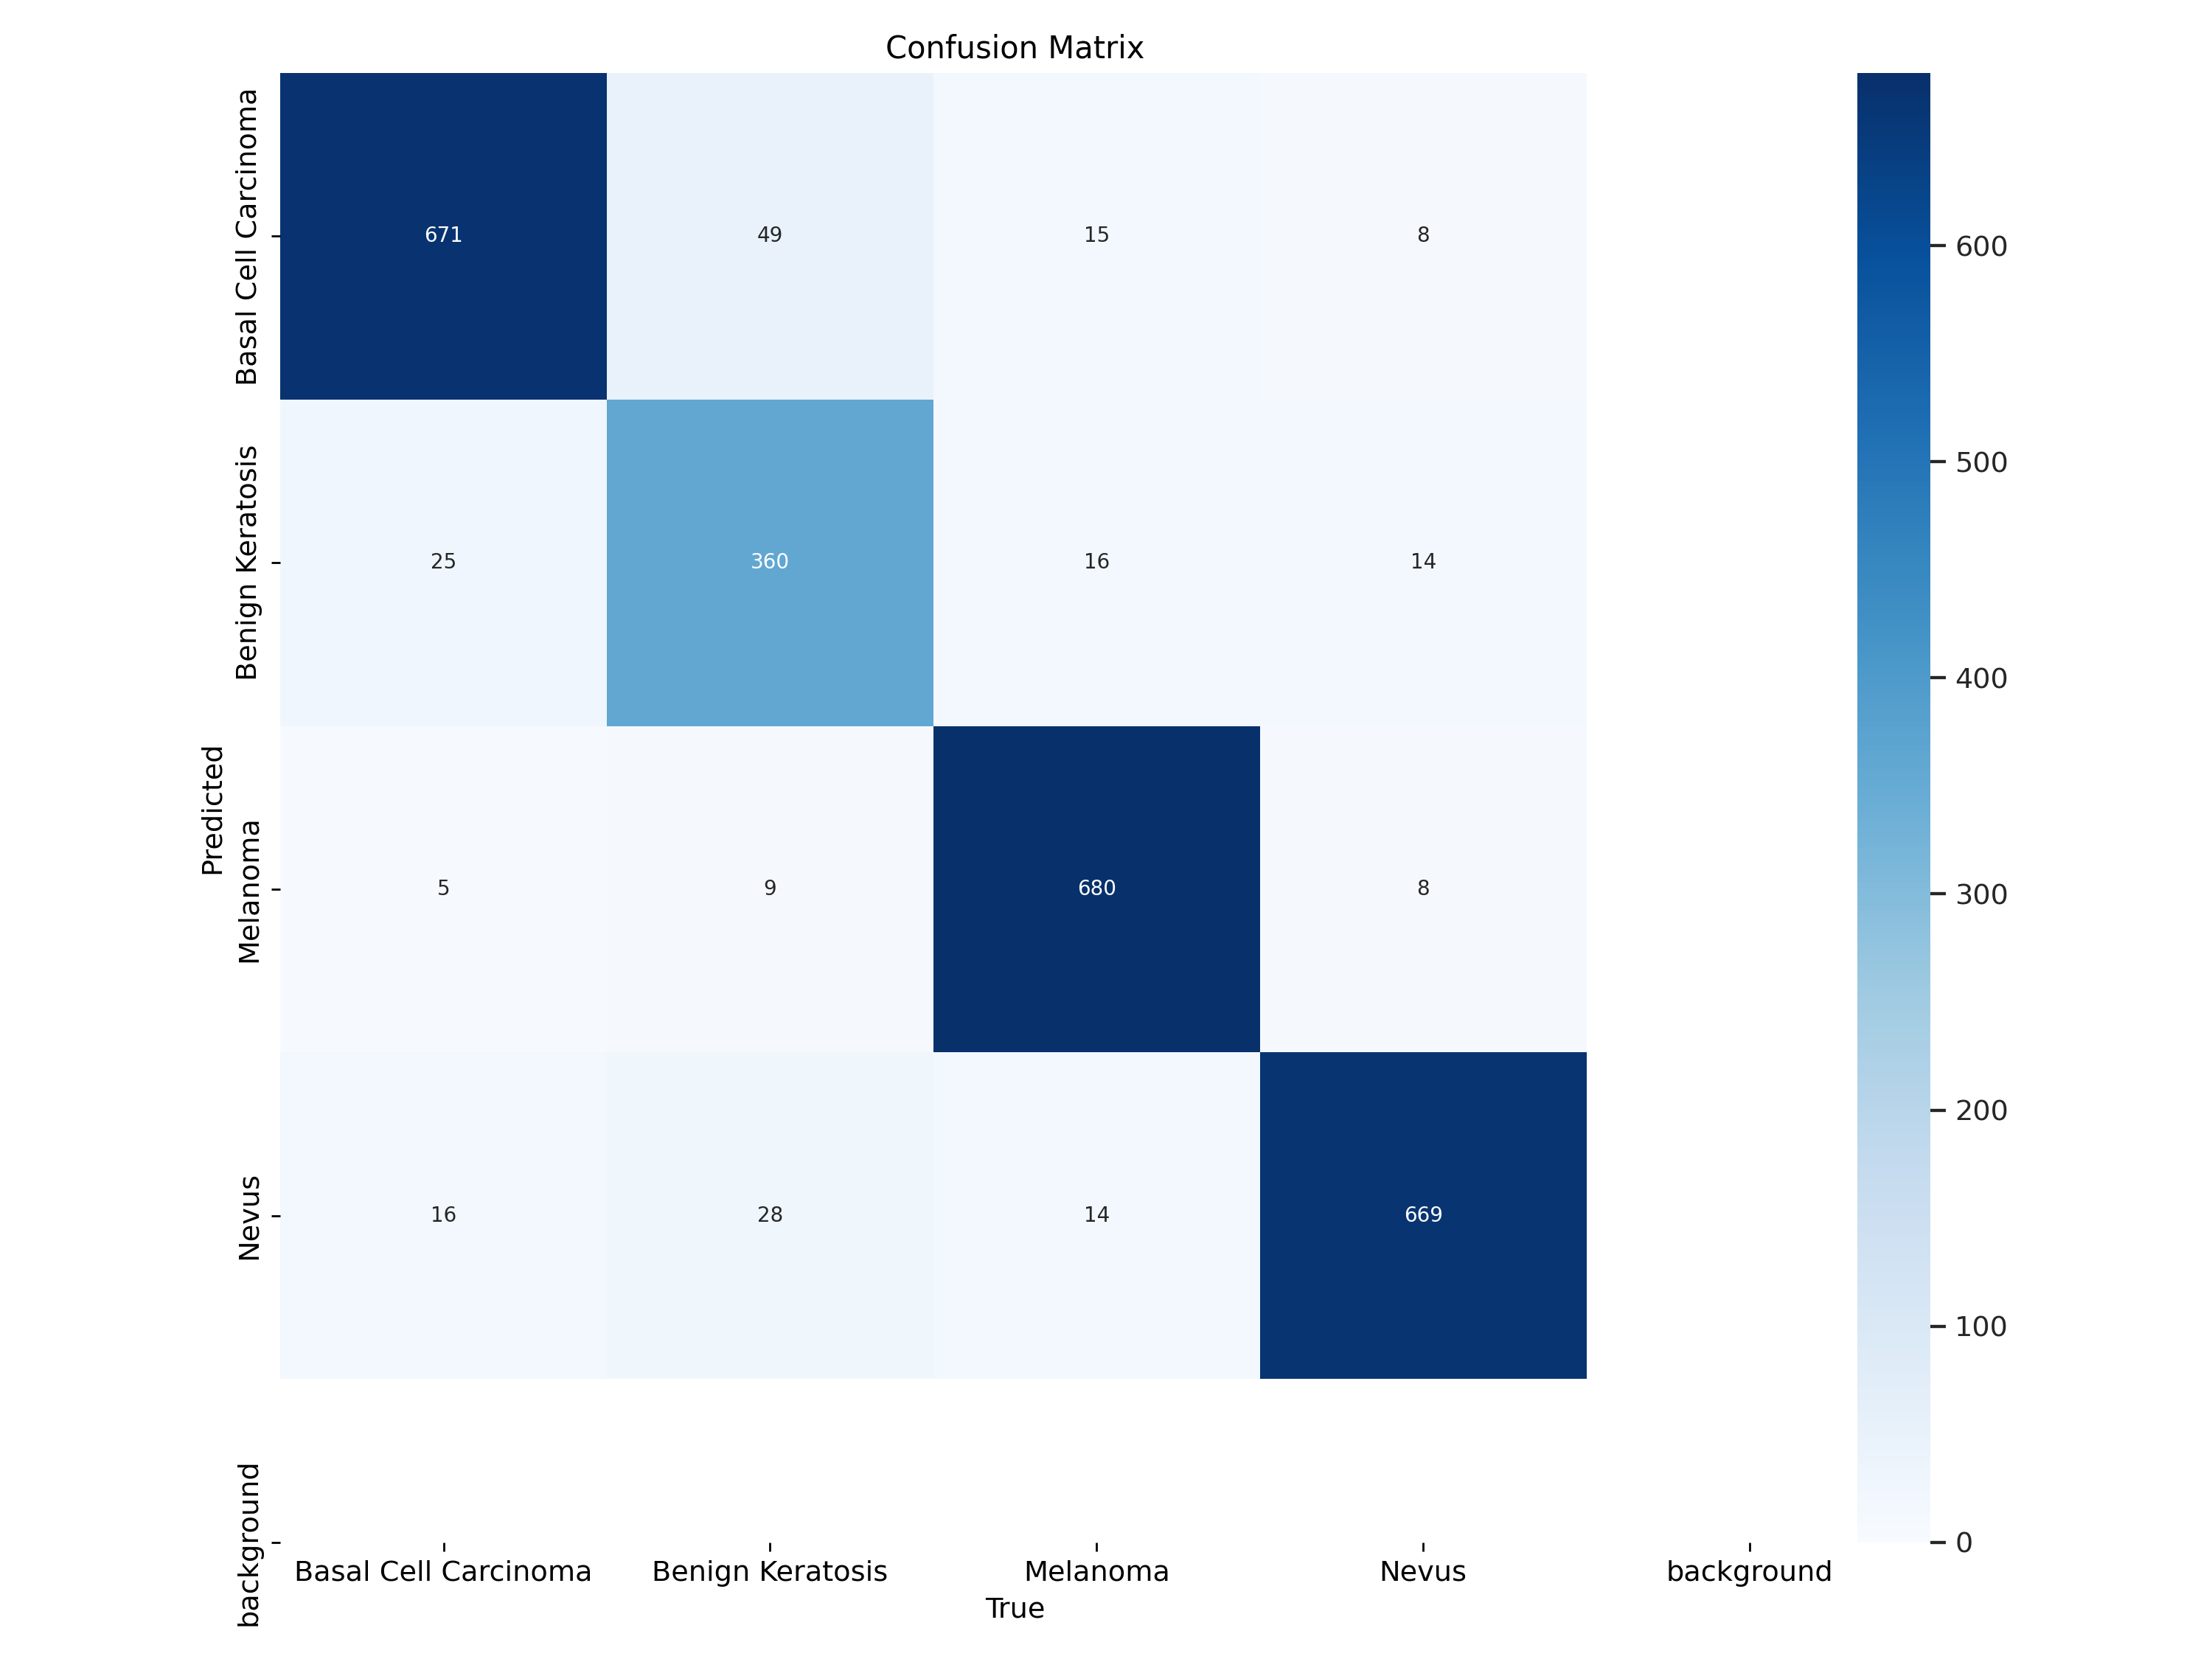 Confusion Matrix
Basal Cell Carcinoma
671 49 15 8
Benign Keratosis
25 360 16 14
Predicted
Melanoma
5 9 680 8
Nevus
16 28 14 669
background
Basal Cell Carcinoma Benign Keratosis Melanoma Nevus background
True
600
500
400
300
200
100
0